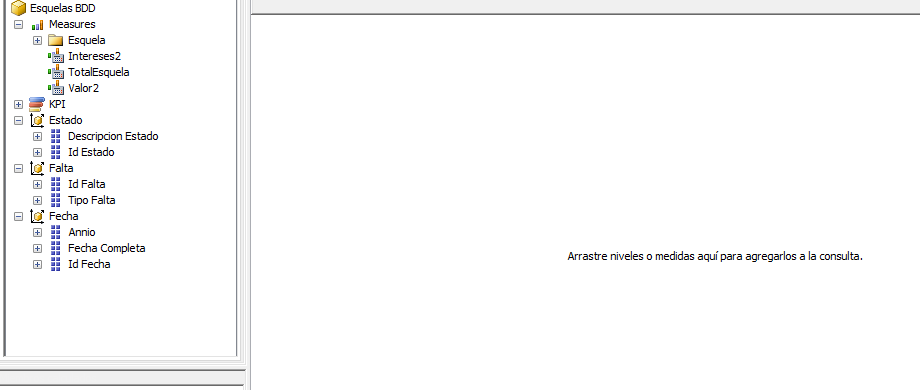 Esquelas BDD
Measures
Esquela
Intereses2
TotalEsquela
Valor2
KPI
Estado
Descripcion Estado
Id Estado
Falta
Id Falta
Tipo Falta
Fecha
Annio
Fecha Completa
Id Fecha
Arrastre niveles o medidas aquí para agregarlos a la consulta.